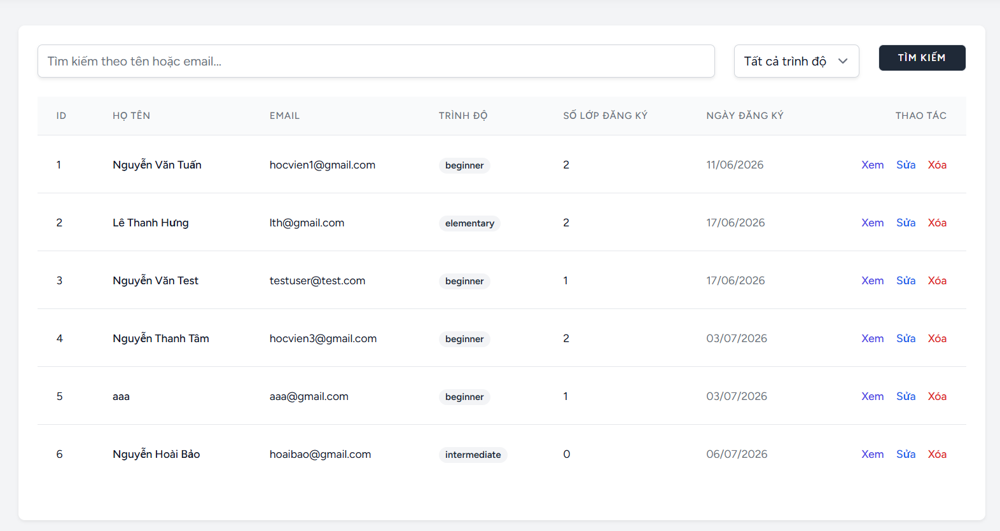 Tìm kiếm theo tên hoặc email... Tất cả trình độ TÌM KIẾM
ID HỌ TÊN EMAIL TRÌNH ĐỘ SỐ LỚP ĐĂNG KÝ NGÀY ĐĂNG KÝ THAO TÁC
1 Nguyễn Văn Tuấn hocvien1@gmail.com beginner 2 11/06/2026 Xem Sửa Xóa
2 Lê Thanh Hưng lth@gmail.com elementary 2 17/06/2026 Xem Sửa Xóa
3 Nguyễn Văn Test testuser@test.com beginner 1 17/06/2026 Xem Sửa Xóa
4 Nguyễn Thanh Tâm hocvien3@gmail.com beginner 2 03/07/2026 Xem Sửa Xóa
5 aaa aaa@gmail.com beginner 1 03/07/2026 Xem Sửa Xóa
6 Nguyễn Hoài Bảo hoaibao@gmail.com intermediate 0 06/07/2026 Xem Sửa Xóa